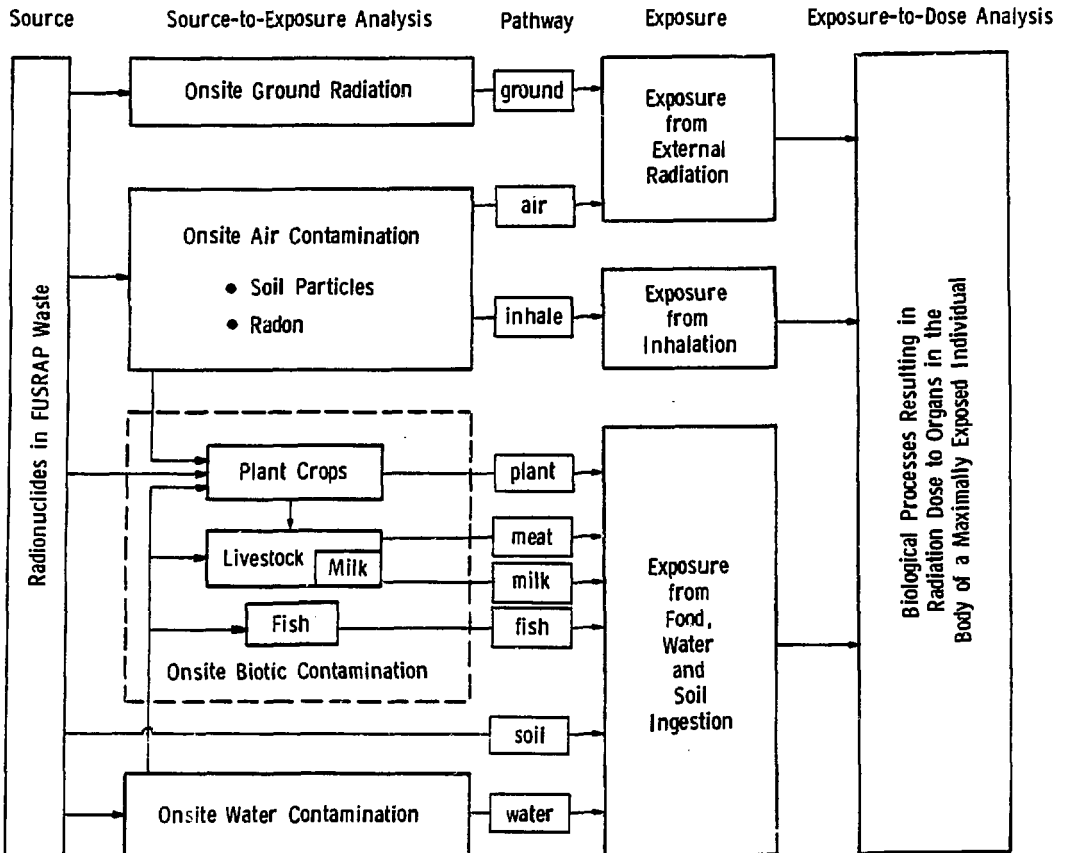 Source
Source-to-Exposure Analysis
Pathway
Exposure
Exposure-to-Dose Analysis
Radionuclides in FUSRAP Waste
Onsite Ground Radiation
ground
Exposure
from
External
Radiation
Onsite Air Contamination
• Soil Particles
• Radon
air
inhale
Exposure
from
Inhalation
Plant Crops
plant
Livestock
Milk
meat
milk
Fish
fish
Onsite Biotic Contamination
Exposure
from
Food,
Water
and
Soil
Ingestion
soil
Onsite Water Contamination
water
Biological Processes Resulting in
Radiation Dose to Organs in the
Body of a Maximally Exposed Individual